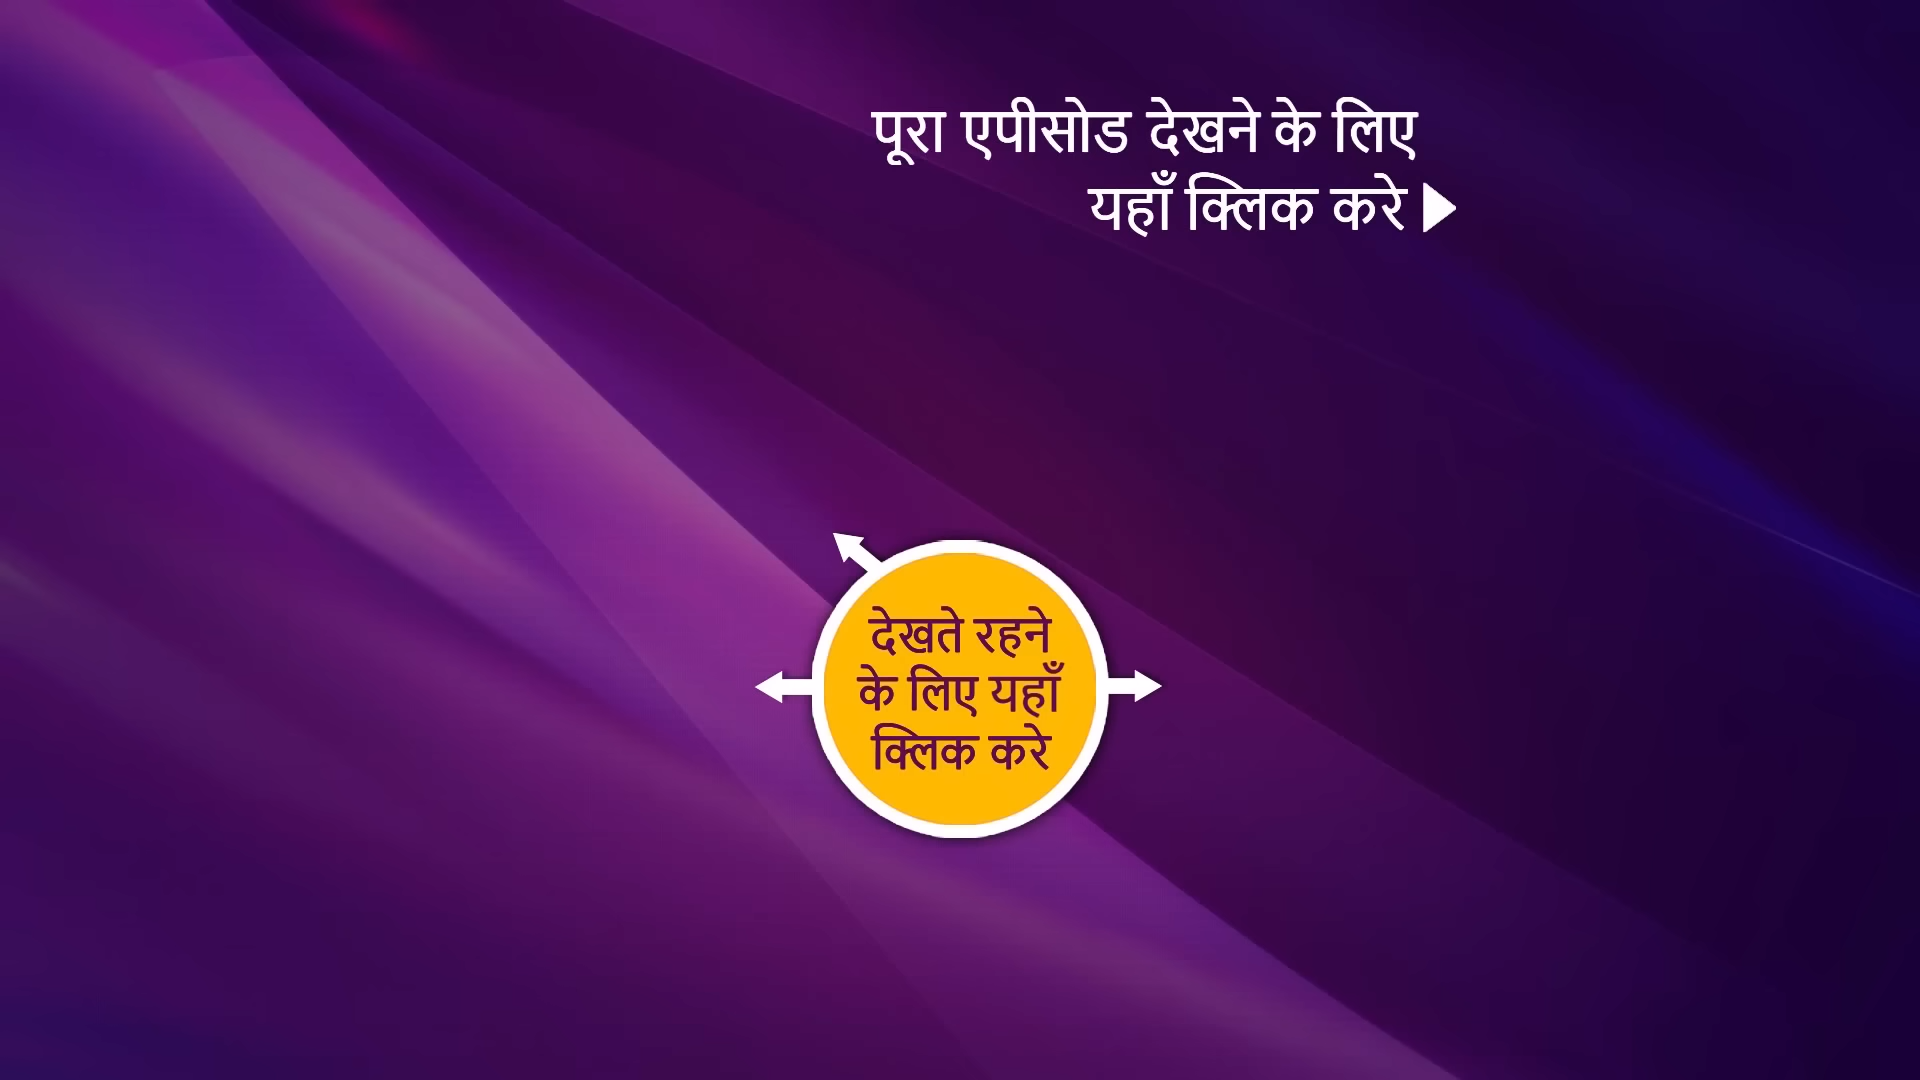 पूरा एपीसोड देखने के लिए
यहाँ क्लिक करे
देखते रहने
के लिए यहाँ
क्लिक करे